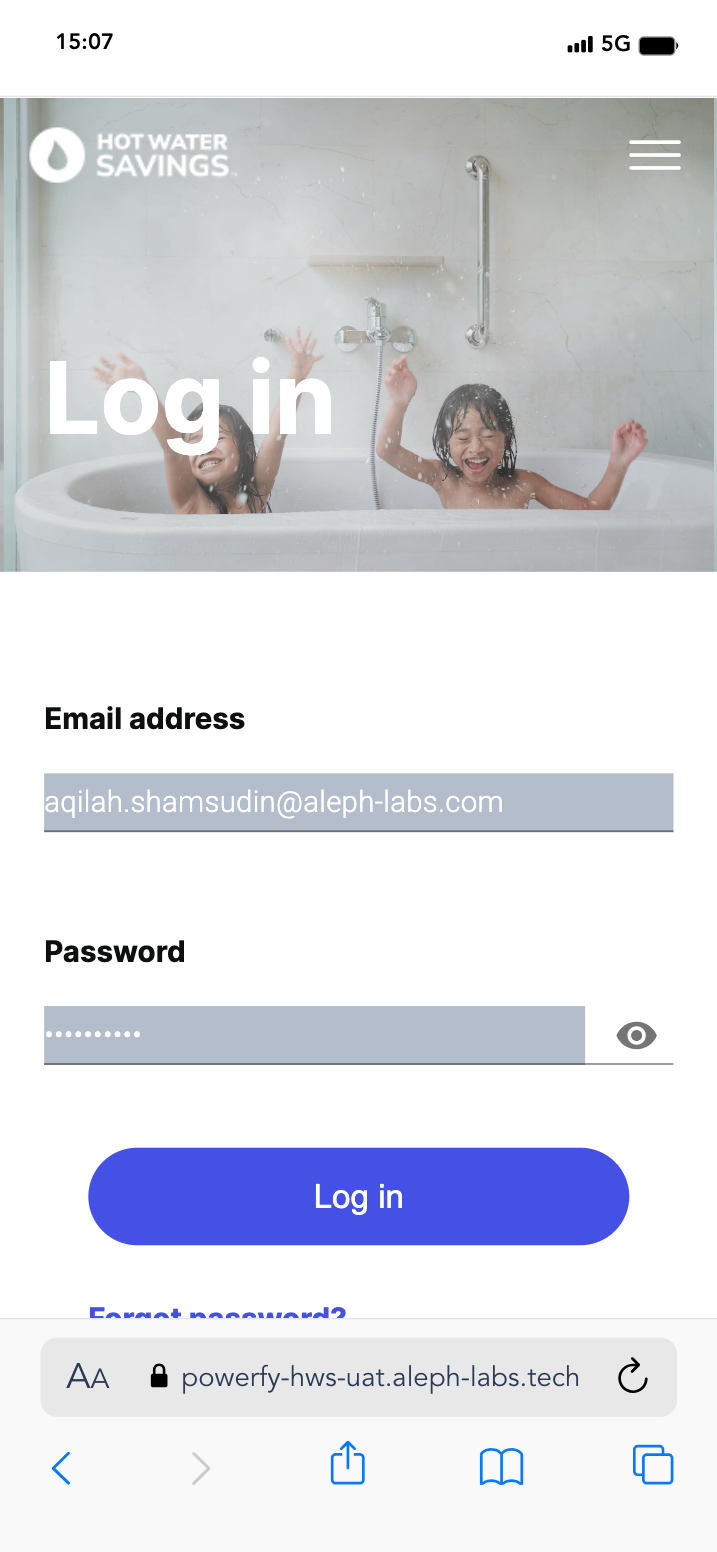 15:07
5G
HOT WATER
SAVINGS
Log in
Email address
aqilah.shamsudin@aleph-labs.com
Password
••••••••••
Log in
Forgot password?
AA
powerfy-hws-uat.aleph-labs.tech